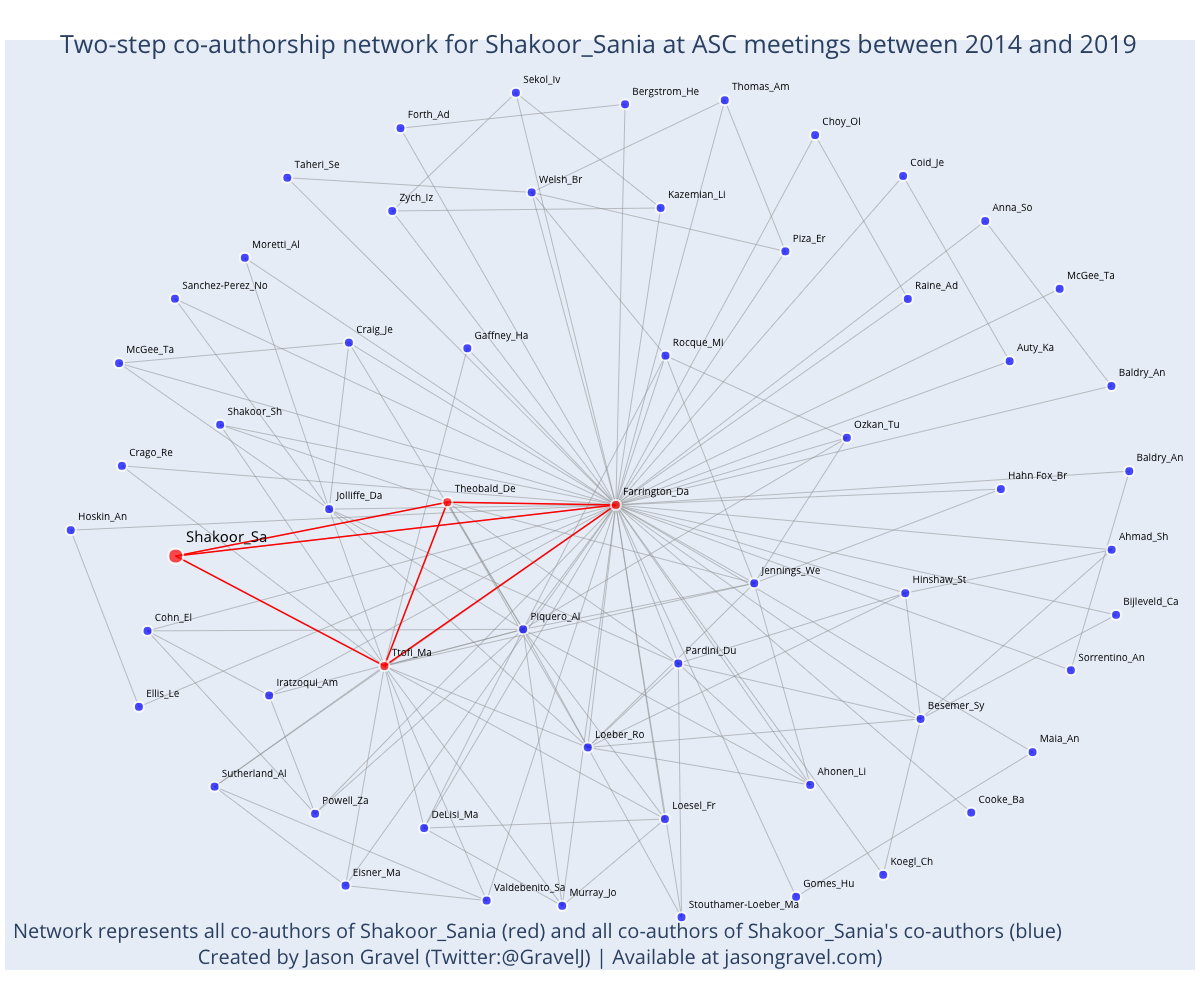 Two-step co-authorship network for Shakoor_Sania at ASC meetings between 2014 and 2019
Sekol_Iv
Thomas_Am
Bergstrom_He
Forth_Ad
Choy_Ol
Coid_Je
Taheri_Se
Welsh_Br
Kazemian_Li
Zych_Iz
Anna_So
Piza_Er
Moretti_Al
McGee_Ta
Sanchez-Perez_No
Raine_Ad
Craig_Je
Gaffney_Ha
Rocque_Mi
McGee_Ta
Auty_Ka
Baldry_An
Shakoor_Sh
Ozkan_Tu
Crago_Re
Baldry_An
Hahn Fox_Br
Theobald_De
Farrington_Da
Jolliffe_Da
Hoskin_An
Shakoor_Sa
Ahmad_Sh
Jennings_We
Hinshaw_St
Bijleveld_Ca
Cohn_El
Piquero_Al
Ttofi_Ma
Pardini_Du
Sorrentino_An
Iratzoqui_Am
Ellis_Le
Besemer_Sy
Loeber_Ro
Maia_An
Sutherland_Al
Ahonen_Li
Powell_Za
Loesel_Fr
Cooke_Ba
DeLisi_Ma
Koegl_Ch
Eisner_Ma
Gomes_Hu
Valdebenito_Sa
Murray_Jo
Stouthamer-Loeber_Ma
Network represents all co-authors of Shakoor_Sania (red) and all co-authors of Shakoor_Sania's co-authors (blue)
Created by Jason Gravel (Twitter:@GravelJ) | Available at jasongravel.com)